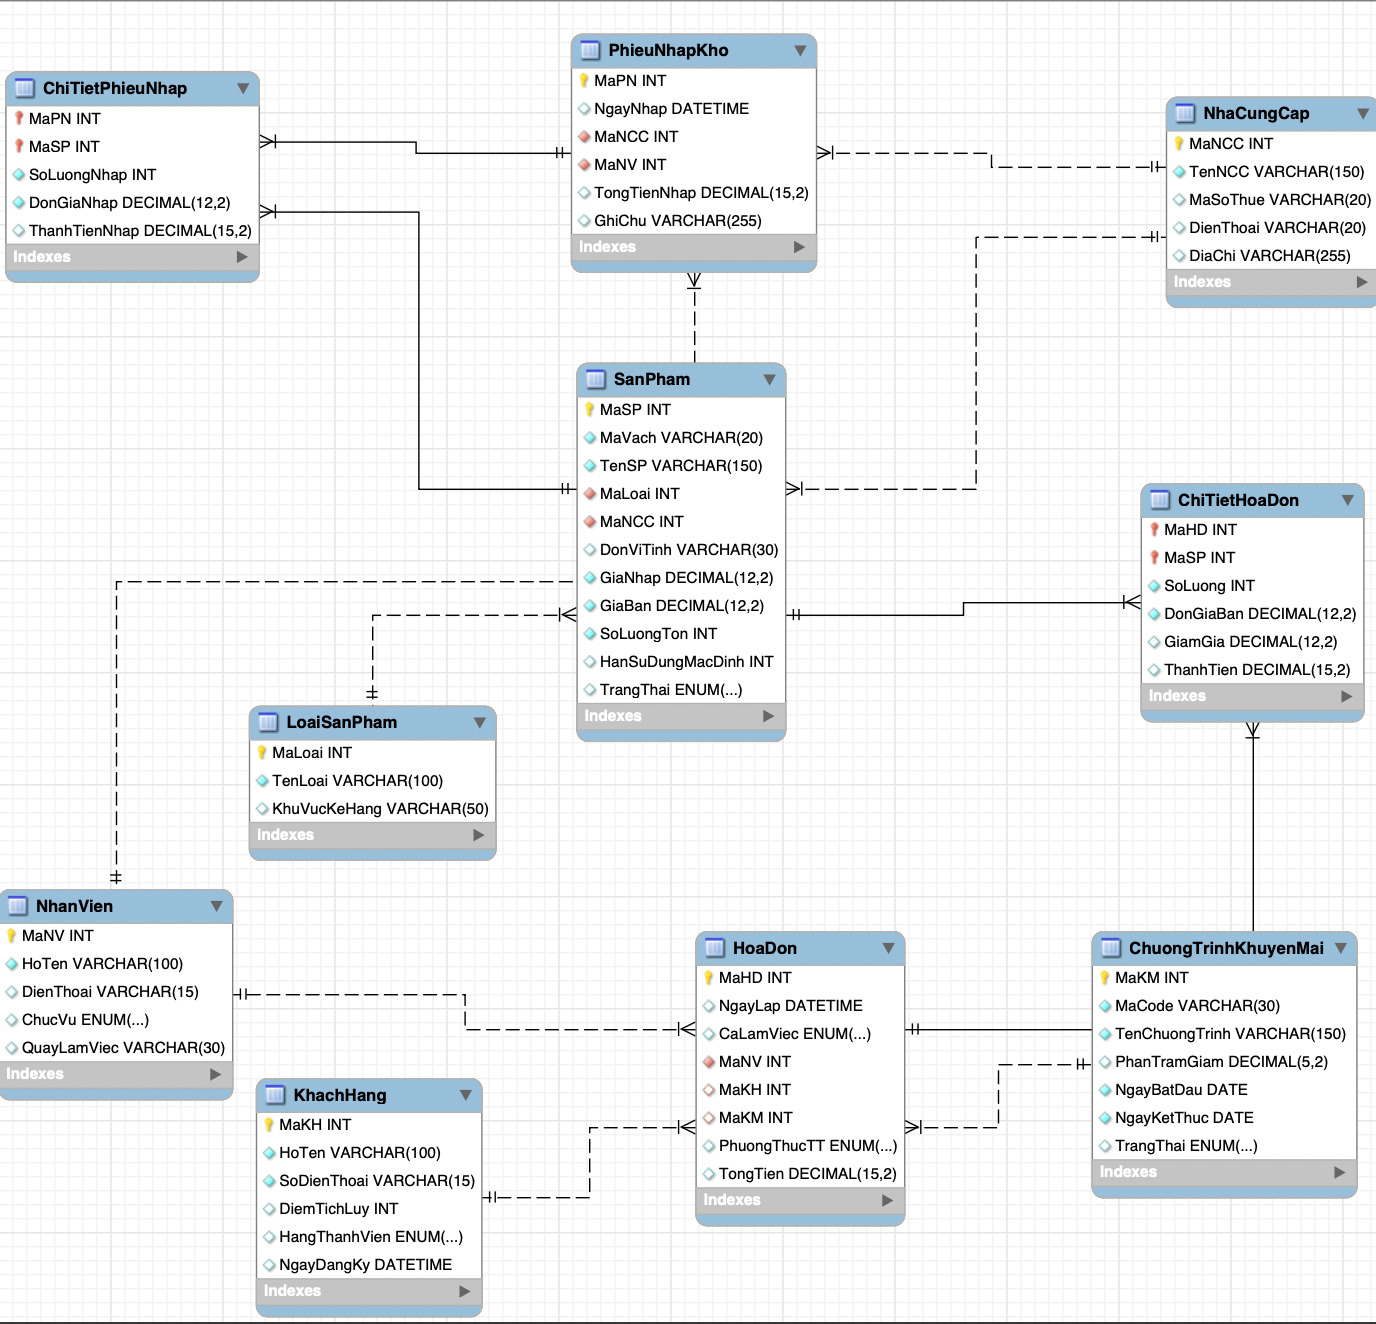 PhieuNhapKho
MaPN INT
NgayNhap DATETIME
MaNCC INT
MaNV INT
TongTienNhap DECIMAL(15,2)
GhiChu VARCHAR(255)
Indexes
ChiTietPhieuNhap
MaPN INT
MaSP INT
SoLuongNhap INT
DonGiaNhap DECIMAL(12,2)
ThanhTienNhap DECIMAL(15,2)
Indexes
NhaCungCap
MaNCC INT
TenNCC VARCHAR(150)
MaSoThue VARCHAR(20)
DienThoai VARCHAR(20)
DiaChi VARCHAR(255)
Indexes
SanPham
MaSP INT
MaVach VARCHAR(20)
TenSP VARCHAR(150)
MaLoai INT
MaNCC INT
DonViTinh VARCHAR(30)
GiaNhap DECIMAL(12,2)
GiaBan DECIMAL(12,2)
SoLuongTon INT
HanSuDungMacDinh INT
TrangThai ENUM(...)
Indexes
ChiTietHoaDon
MaHD INT
MaSP INT
SoLuong INT
DonGiaBan DECIMAL(12,2)
GiamGia DECIMAL(12,2)
ThanhTien DECIMAL(15,2)
Indexes
LoaiSanPham
MaLoai INT
TenLoai VARCHAR(100)
KhuVucKeHang VARCHAR(50)
Indexes
NhanVien
MaNV INT
HoTen VARCHAR(100)
DienThoai VARCHAR(15)
ChucVu ENUM(...)
QuayLamViec VARCHAR(30)
Indexes
HoaDon
MaHD INT
NgayLap DATETIME
CaLamViec ENUM(...)
MaNV INT
MaKH INT
MaKM INT
PhuongThucTT ENUM(...)
TongTien DECIMAL(15,2)
Indexes
ChuongTrinhKhuyenMai
MaKM INT
MaCode VARCHAR(30)
TenChuongTrinh VARCHAR(150)
PhanTramGiam DECIMAL(5,2)
NgayBatDau DATE
NgayKetThuc DATE
TrangThai ENUM(...)
Indexes
KhachHang
MaKH INT
HoTen VARCHAR(100)
SoDienThoai VARCHAR(15)
DiemTichLuy INT
HangThanhVien ENUM(...)
NgayDangKy DATETIME
Indexes